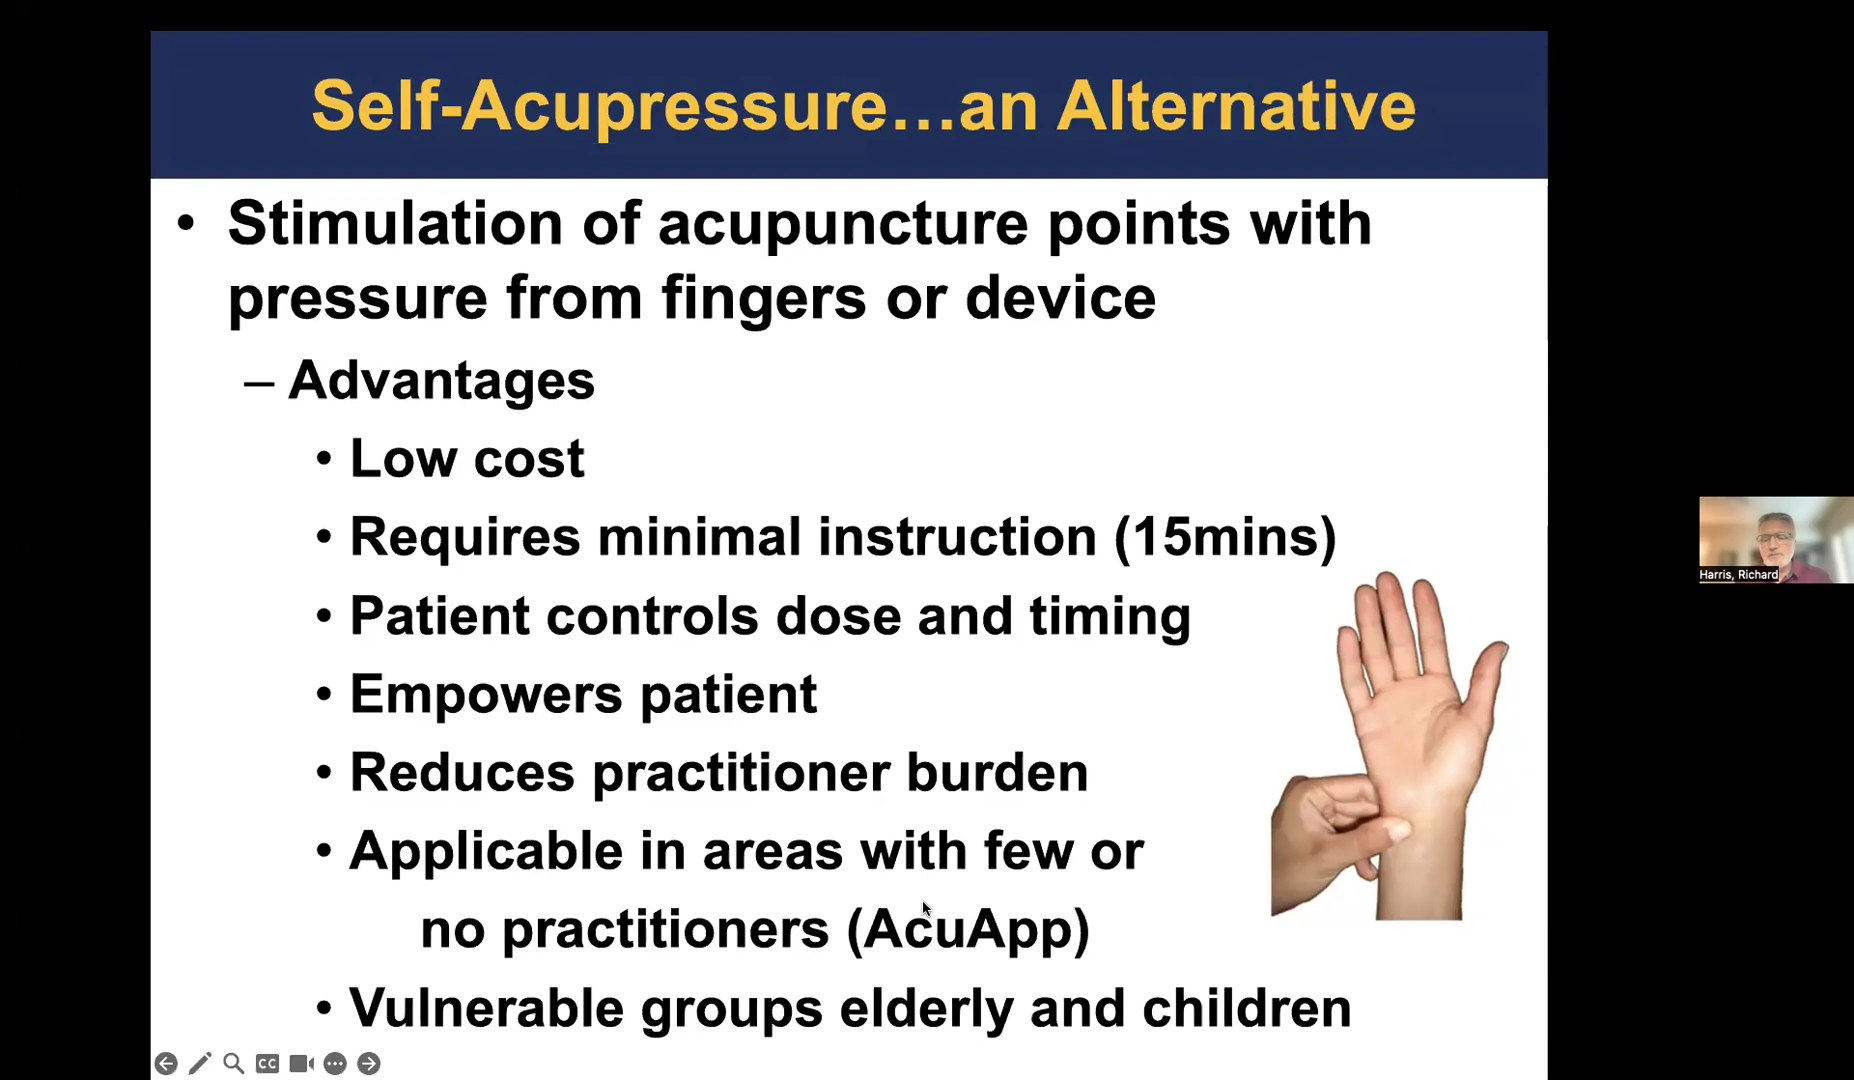 Self-Acupressure…an Alternative
• Stimulation of acupuncture points with
pressure from fingers or device
– Advantages
• Low cost
• Requires minimal instruction (15mins)
• Patient controls dose and timing
• Empowers patient
• Reduces practitioner burden
• Applicable in areas with few or
no practitioners (AcuApp)
• Vulnerable groups elderly and children
Harris, Richard
CC